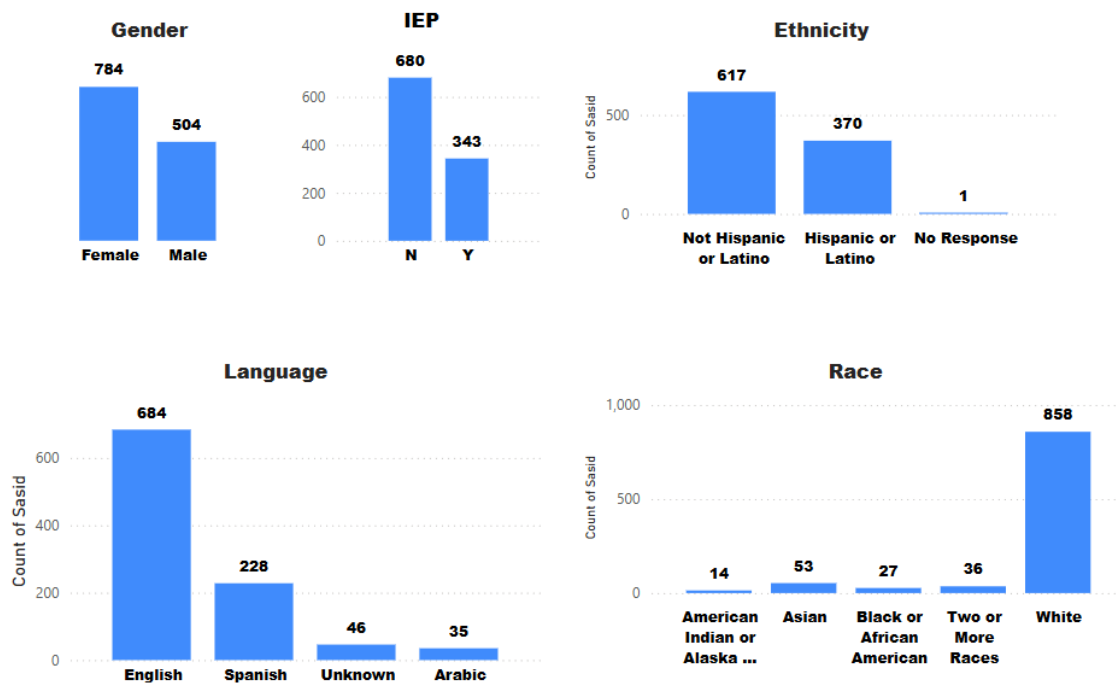 Gender
784
504
Female
Male
IEP
680
343
600
400
200
0
N
Y
Ethnicity
Count of Sasid
500
0
617
370
1
Not Hispanic
or Latino
Hispanic or
Latino
No Response
Language
Count of Sasid
600
400
200
0
684
228
46
35
English
Spanish
Unknown
Arabic
Race
Count of Sasid
1,000
500
0
14
53
27
36
858
American
Indian or
Alaska ...
Asian
Black or
African
American
Two or
More
Races
White